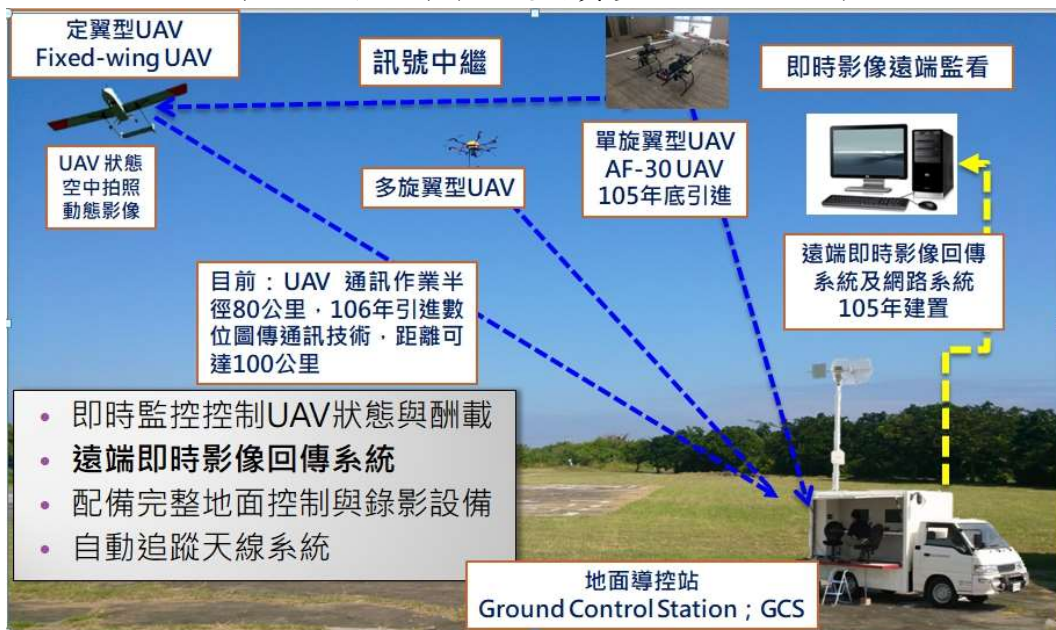 定翼型UAV
Fixed-wing UAV
訊號中繼
即時影像遠端監看
UAV 狀態
空中拍照
動態影像
多旋翼型UAV
單旋翼型UAV
AF-30 UAV
105年底引進
遠端即時影像回傳
系統及網路系統
105年建置
目前：UAV 通訊作業半
徑80公里，106年引進數
位圖傳通訊技術，距離可
達100公里
• 即時監控控制UAV狀態與酬載
• 遠端即時影像回傳系統
• 配備完整地面控制與錄影設備
• 自動追蹤天線系統
地面導控站
Ground Control Station；GCS